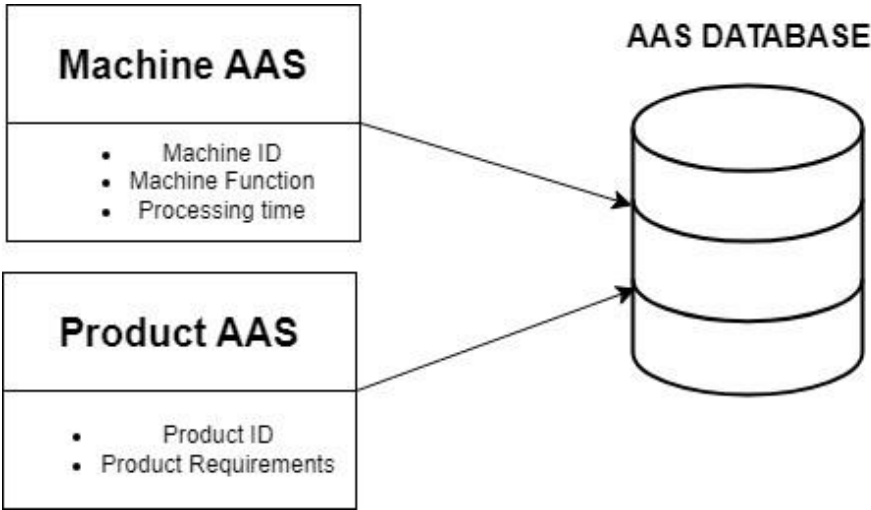 Machine AAS
• Machine ID
• Machine Function
• Processing time
AAS DATABASE
Product AAS
• Product ID
• Product Requirements